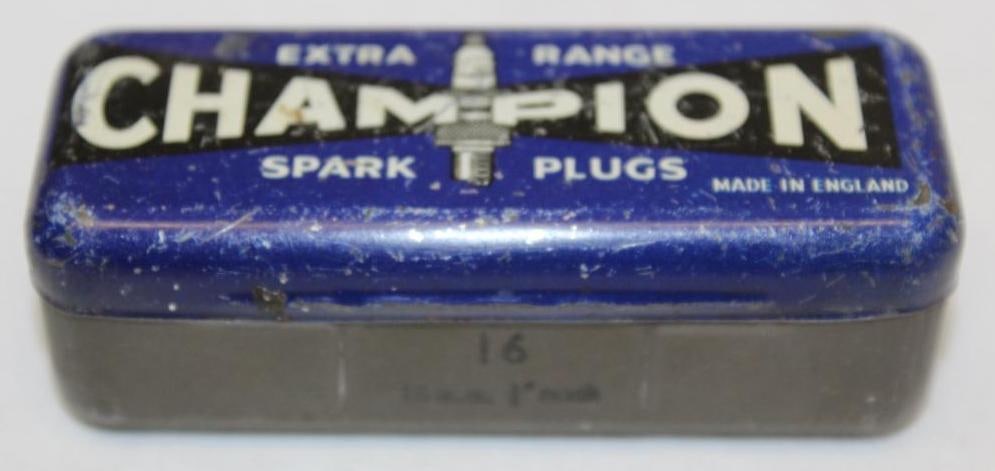 EXTRA RANGE
CHAMPION
SPARK PLUGS
MADE IN ENGLAND
16